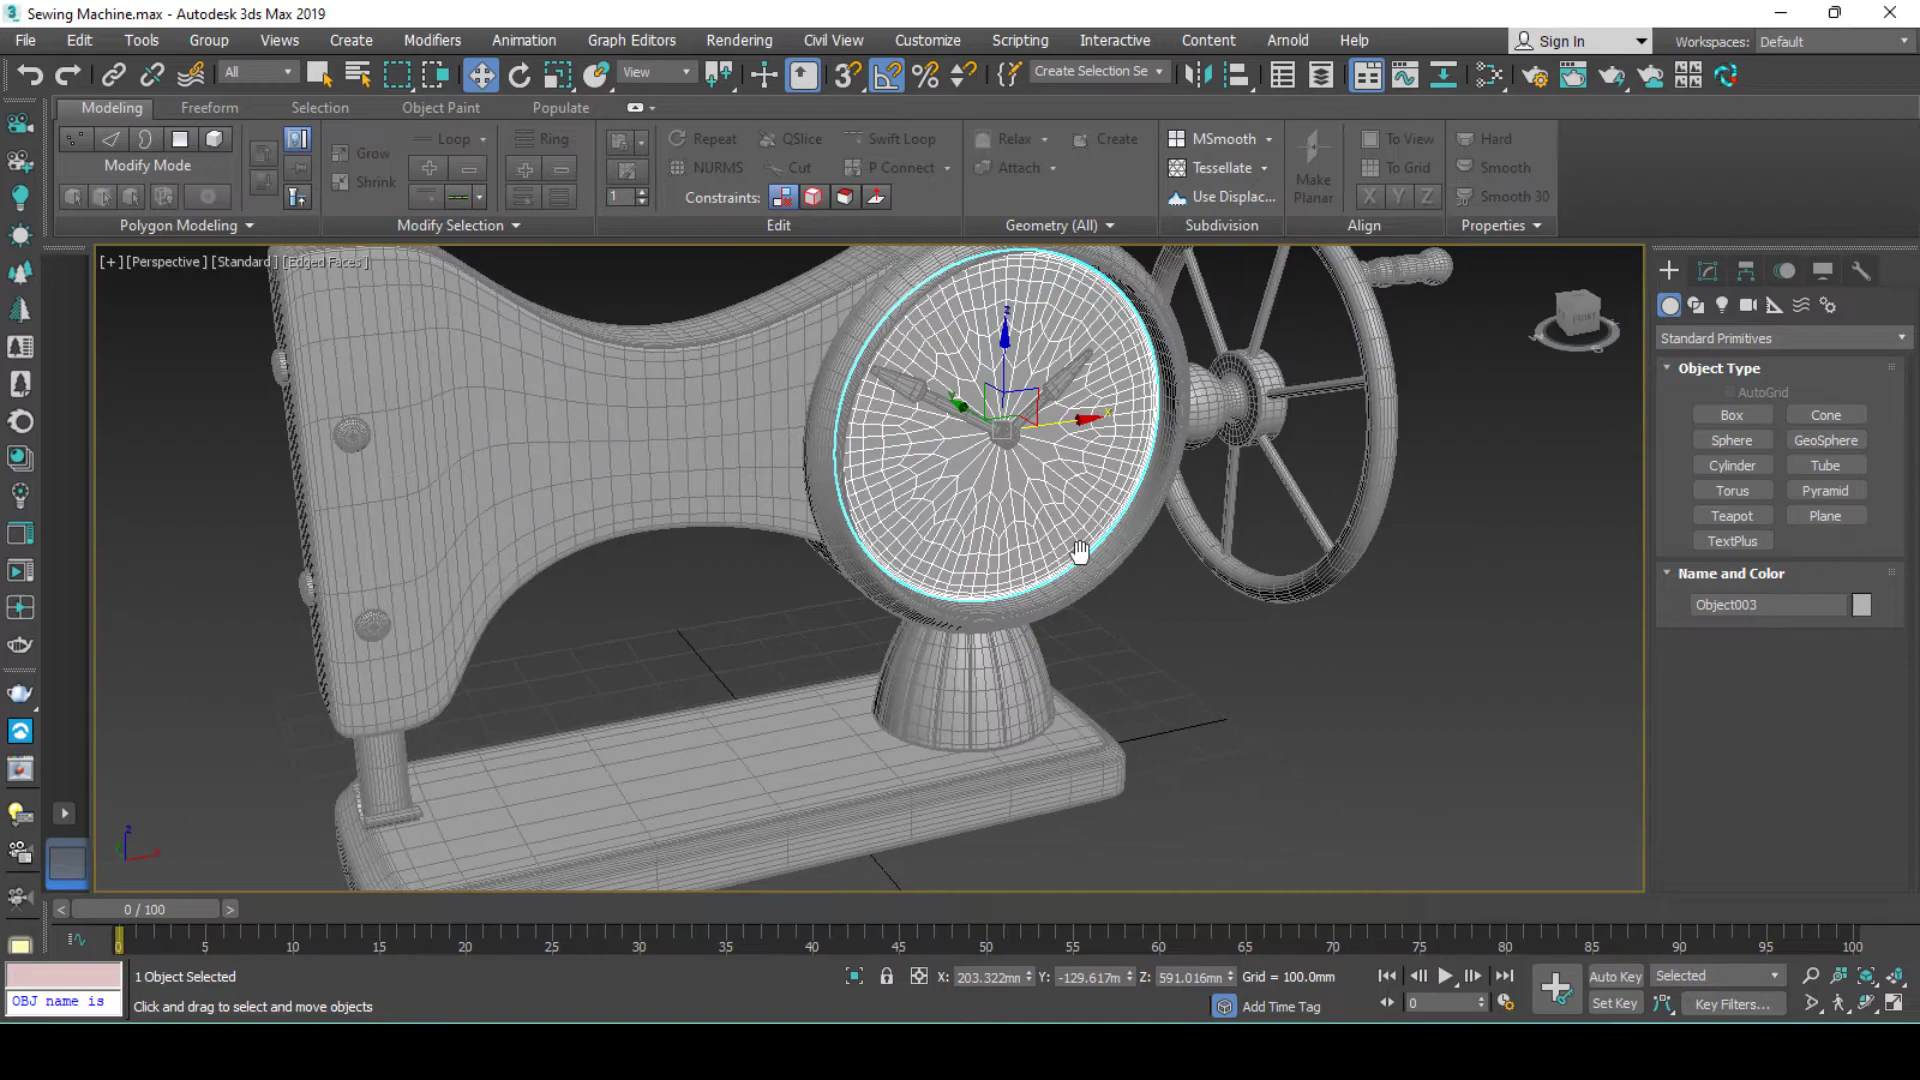 Sewing Machine.max - Autodesk 3ds Max 2019
File Edit Tools Group Views Create Modifiers Animation Graph Editors Rendering Civil View Customize Scripting Interactive Content Arnold Help Sign In Workspaces: Default
All View Create Selection Se
Modeling Freeform Selection Object Paint Populate
Loop Ring Repeat QSlice Swift Loop Relax Create MSmooth To View Hard
Grow
Modify Mode Shrink NURMS Cut P Connect Attach Tessellate Make Planar To Grid Smooth
1 Constraints: Use Displac... X Y Z Smooth 30
Polygon Modeling Modify Selection Edit Geometry (All) Subdivision Align Properties
[+] [Perspective] [Standard] [Edged Faces]
FRONT
Standard Primitives
Object Type
AutoGrid
Box Cone
Sphere GeoSphere
Cylinder Tube
Torus Pyramid
Teapot Plane
TextPlus
Name and Color
Object003
z
x
z
0 / 100
0 5 10 15 20 25 30 35 40 45 50 55 60 65 70 75 80 85 90 95 100
1 Object Selected X: 203.322mn Y: -129.617m Z: 591.016mn Grid = 100.0mm Auto Key Selected
OBJ name is Click and drag to select and move objects Add Time Tag 0 Set Key Key Filters...